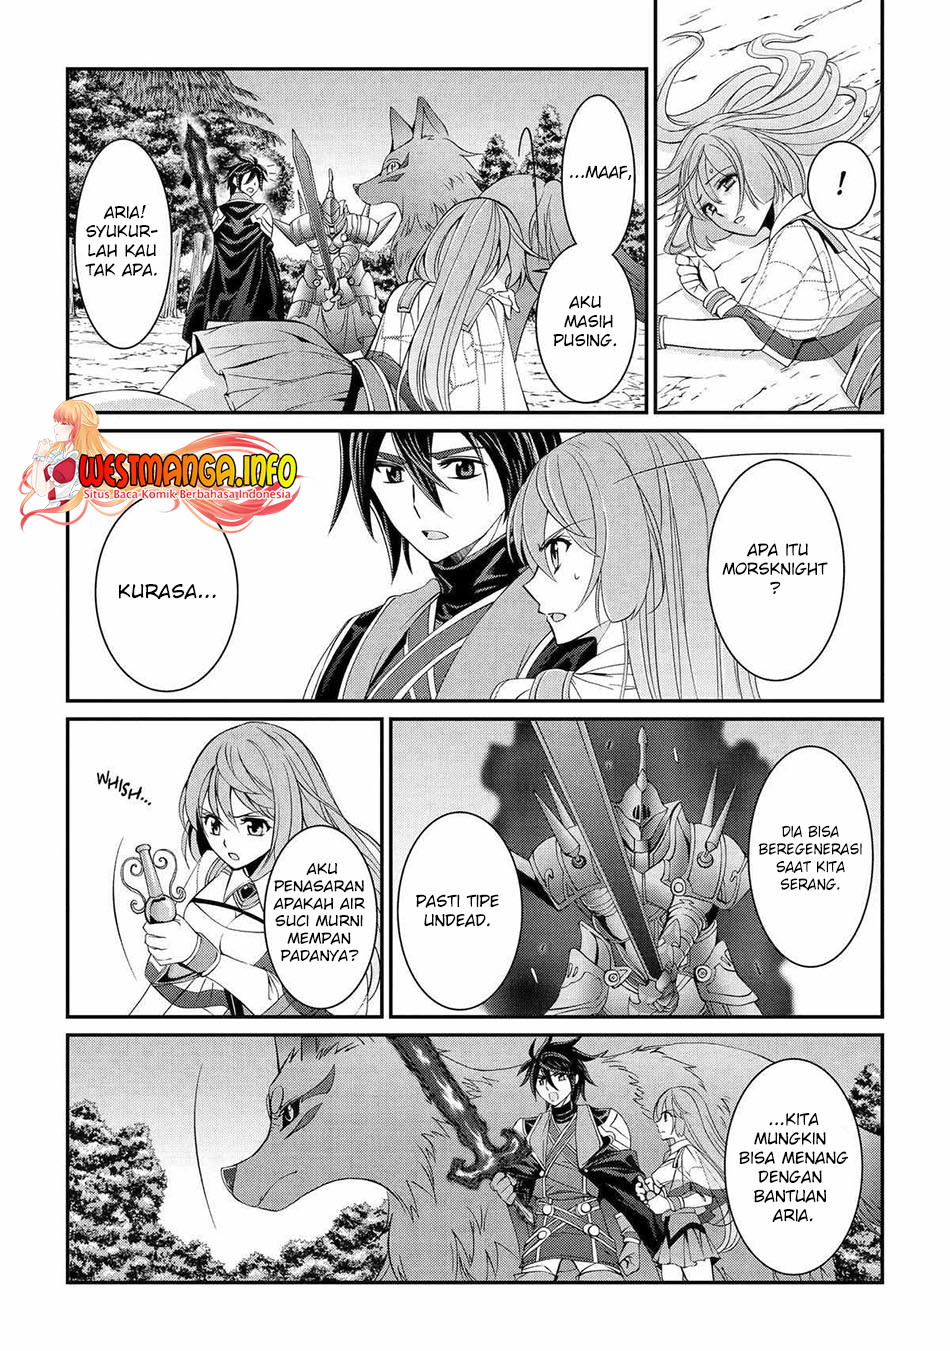 !
...MAAF,
AKU
MASIH
PUSING.
ARIA!
SYUKUR-
LAH KAU
TAK APA.
WESTMANGA.INFO
Situs Baca Komik Berbahasa Indonesia
APA ITU
MORSKNIGHT
?
KURASA...
DIA BISA
BEREGENERASI
SAAT KITA
SERANG.
PASTI TIPE
UNDEAD.
AKU
PENASARAN
APAKAH AIR
SUCI MURNI
MEMPAN
PADANYA?
WHISH...
...KITA
MUNGKIN
BISA MENANG
DENGAN
BANTUAN
ARIA.